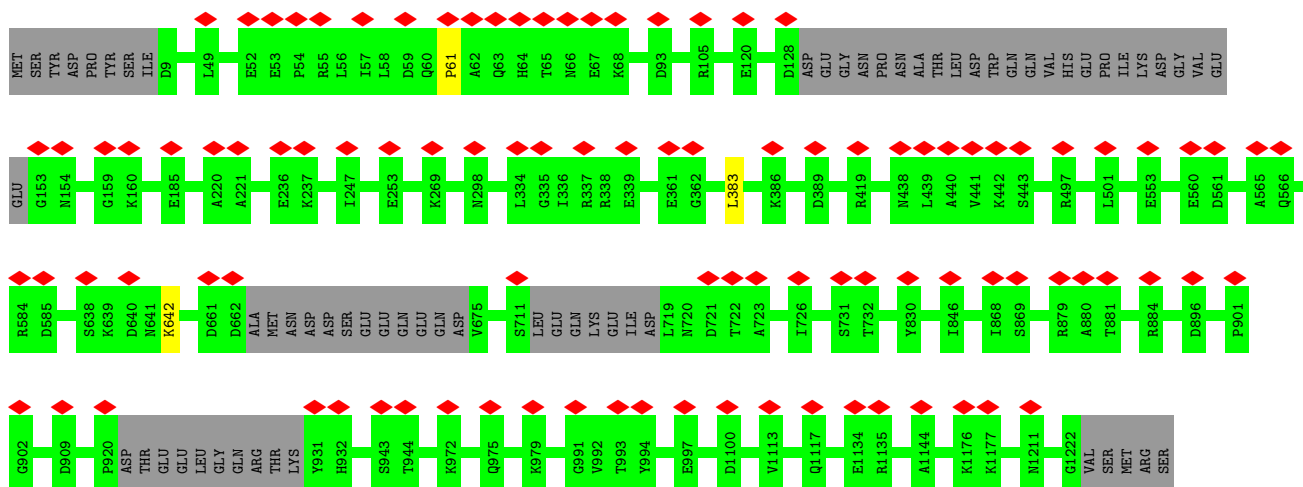 MET SER TYR ASP PRO TYR SER ILE D9 L49 E52 E53 P54 R55 L56 I57 L58 D59 Q60 P61 A62 Q63 H64 T65 N66 E67 K68 D93 R105 E120 D128 ASP GLU GLY ASN PRO ASN ALA THR LEU ASP TRP GLN GLN VAL HIS GLU PRO ILE LYS ASP GLY VAL GLU
GLU G153 N154 G159 K160 E185 A220 A221 E236 K237 I247 E253 K269 N298 L334 G335 I336 R337 R338 E339 E361 G362 L383 K386 D389 R419 N438 L439 A440 V441 K442 S443 R497 L501 E553 E560 D561 A565 Q566
R584 D585 S638 K639 D640 N641 K642 D661 D662 ALA MET ASN ASP ASP SER GLU GLU GLN GLU GLN ASP V675 S711 LEU GLU GLN LYS GLU ILE ASP L719 N720 D721 T722 A723 I726 S731 T732 Y830 I846 I868 S869 R879 A880 T881 R884 D896 P901
G902 D909 P920 ASP THR GLU GLU LEU GLY GLN ARG THR LYS Y931 H932 S943 T944 K972 Q975 K979 G991 V992 T993 Y994 E997 D1100 V1113 Q1117 E1134 R1135 A1144 K1176 K1177 N1211 G1222 VAL SER MET ARG SER